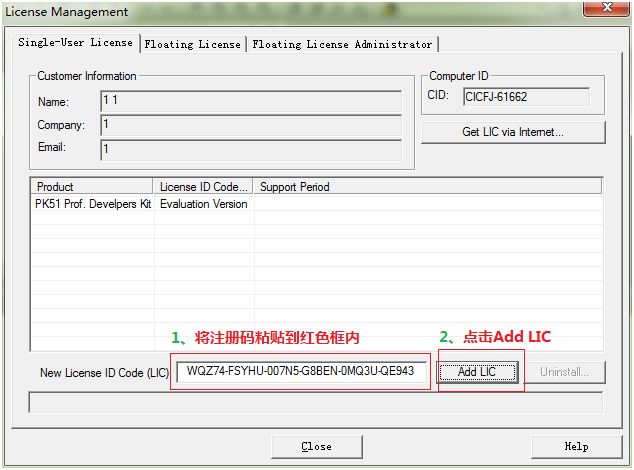 License Management
Single-User License
Floating License
Floating License Administrator
Customer Information
Name:
1 1
Company:
1
Email:
1
Computer ID
CID:
CICFJ-61662
Get LIC via Internet...
Product
License ID Code...
Support Period
PK51 Prof. Develpers Kit
Evaluation Version
1、将注册码粘贴到红色框内
2、点击Add LIC
New License ID Code (LIC)
WQZ74-FSYHU-007N5-G8BEN-0MQ3U-QE943
Add LIC
Uninstall...
Close
Help